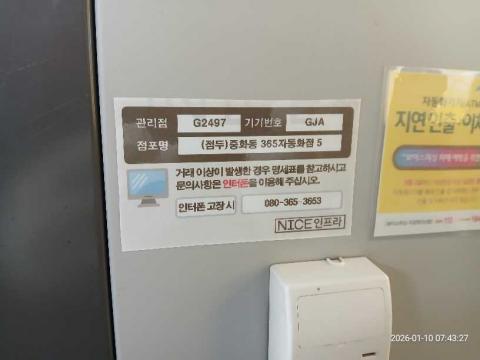 관리점 G2497 기기번호 GJA
점포명 (점두)중화동 365자동화점 5
거래 이상이 발생한 경우 명세표를 참고하시고
문의사항은 인터폰을 이용해 주십시오.
인터폰 고장 시 080-365-3653
NICE인프라
지연인출·이체
2026-01-10 07:43:27